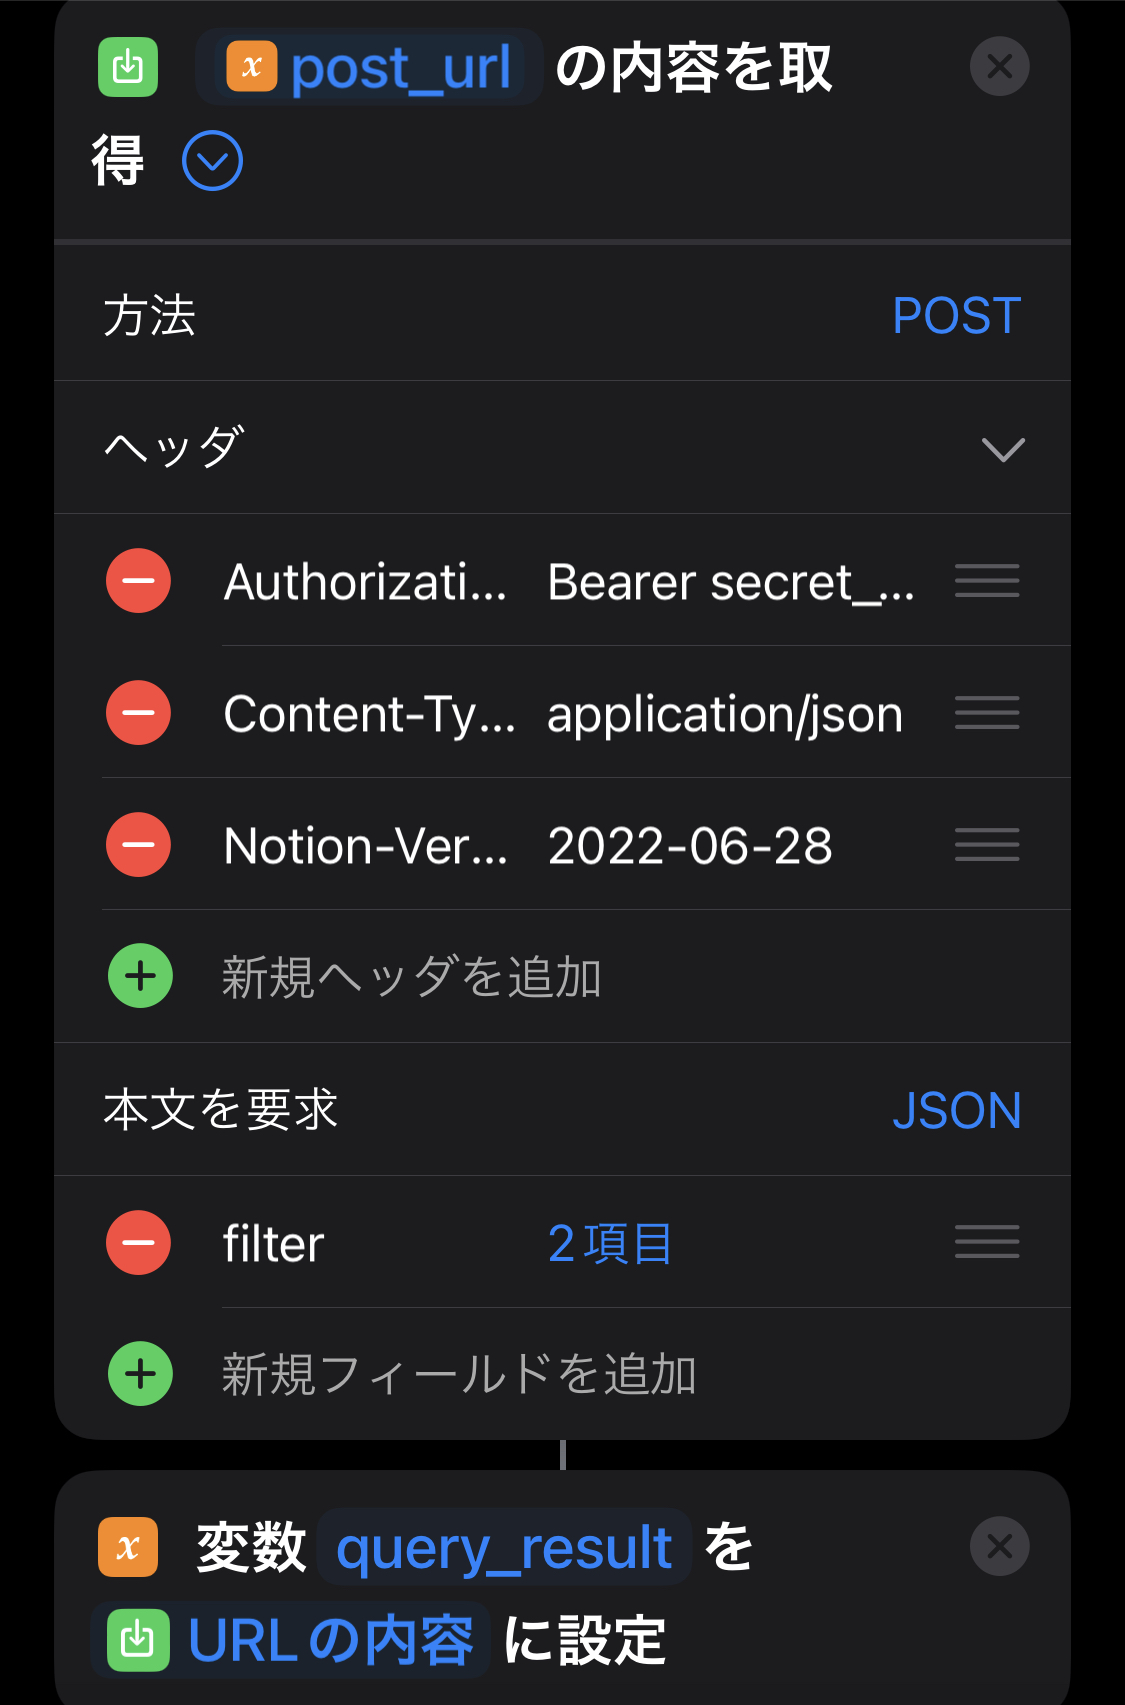 post_url の内容を取
得
方法 POST
ヘッダ
Authorizati... Bearer secret_...
Content-Ty... application/json
Notion-Ver... 2022-06-28
新規ヘッダを追加
本文を要求 JSON
filter 2項目
新規フィールドを追加
変数 query_result を
URLの内容 に設定